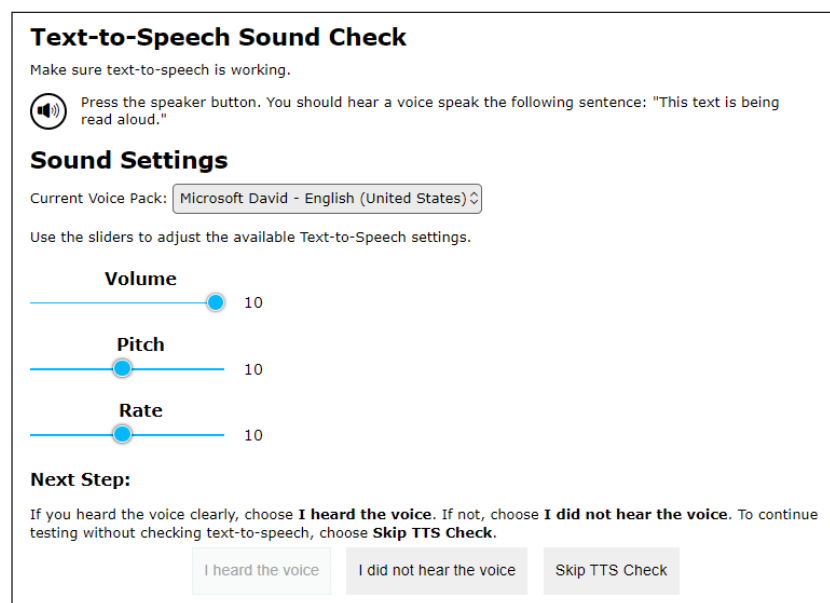 Text-to-Speech Sound Check
Make sure text-to-speech is working.
Press the speaker button. You should hear a voice speak the following sentence: "This text is being
read aloud."
Sound Settings
Current Voice Pack: Microsoft David - English (United States)
Use the sliders to adjust the available Text-to-Speech settings.
Volume
10
Pitch
10
Rate
10
Next Step:
If you heard the voice clearly, choose I heard the voice. If not, choose I did not hear the voice. To continue
testing without checking text-to-speech, choose Skip TTS Check.
I heard the voice I did not hear the voice Skip TTS Check